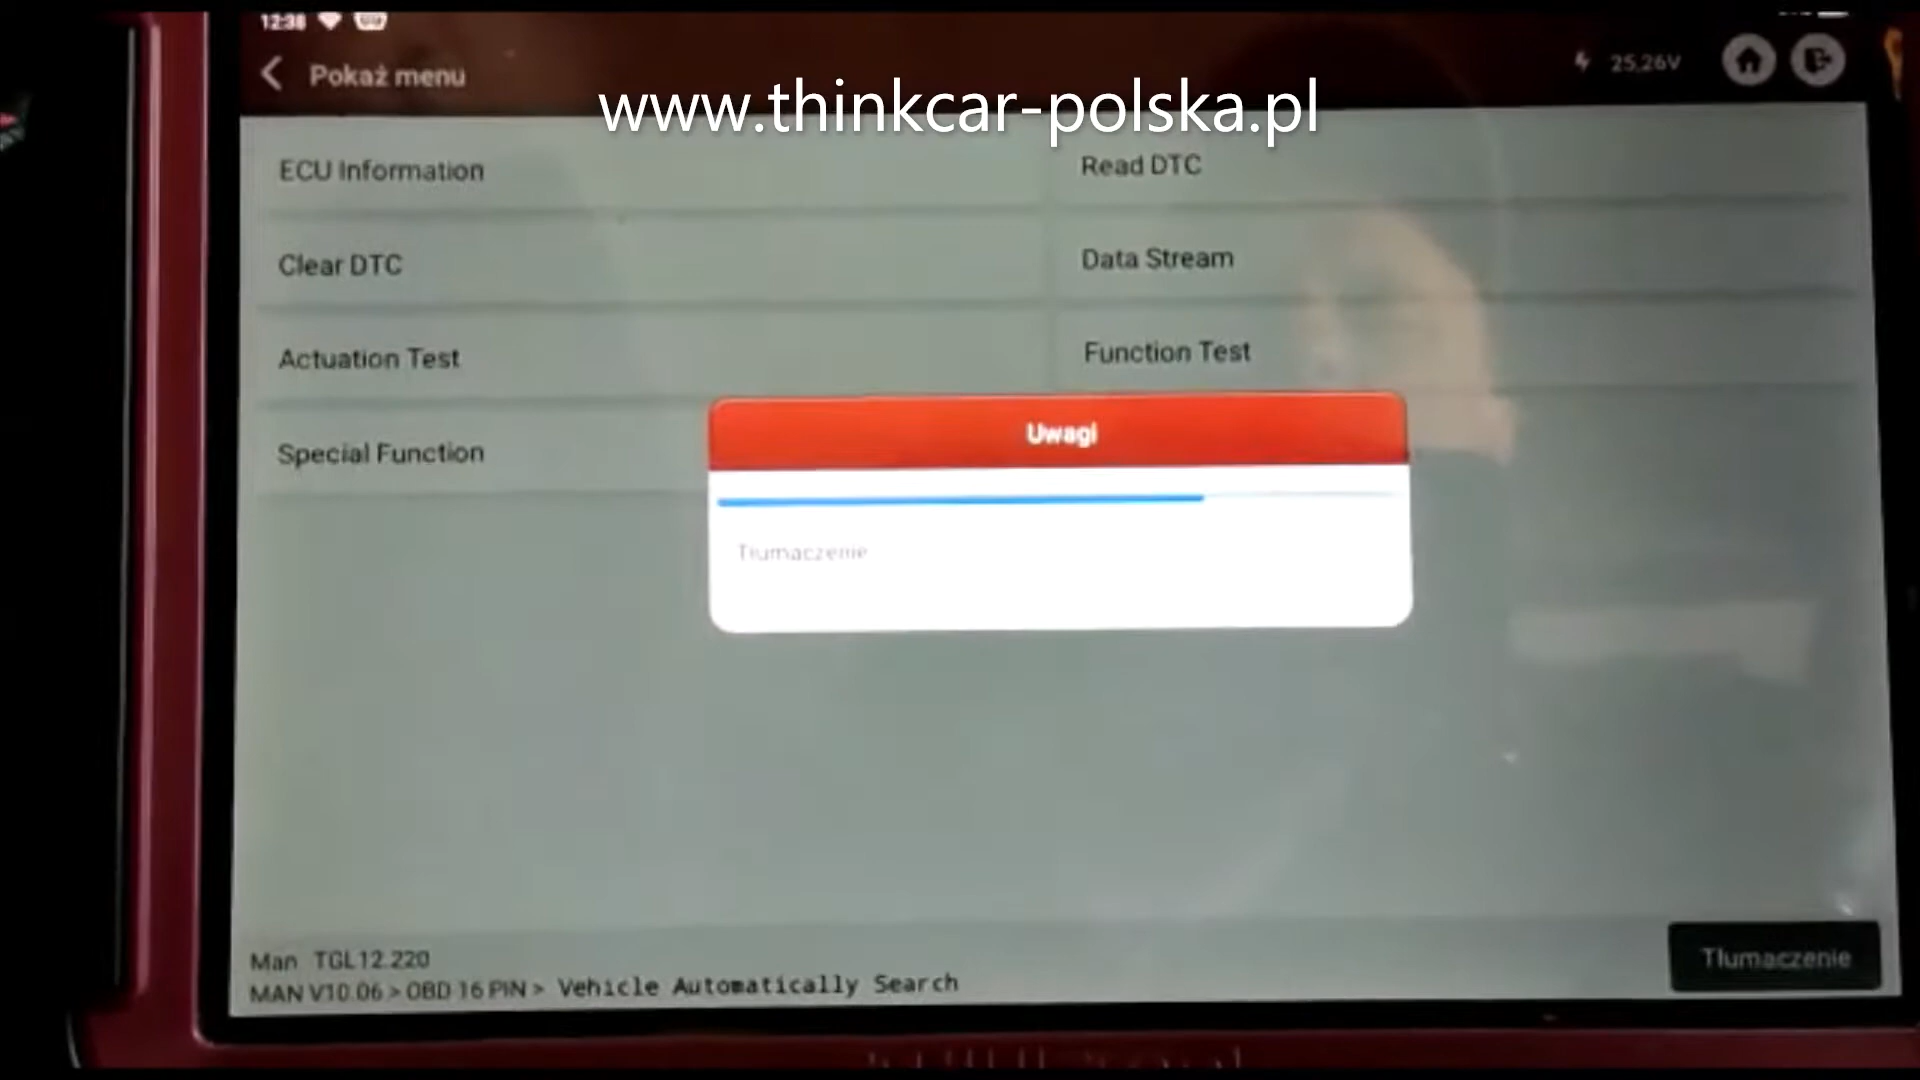 12:38
Pokaż menu
25,26V
www.thinkcar-polska.pl
ECU Information
Read DTC
Clear DTC
Data Stream
Actuation Test
Function Test
Special Function
Uwagi
Tłumaczenie
Man TGL12.220
MAN V10.06 > OBD 16 PIN > Vehicle Automatically Search
Tłumaczenie